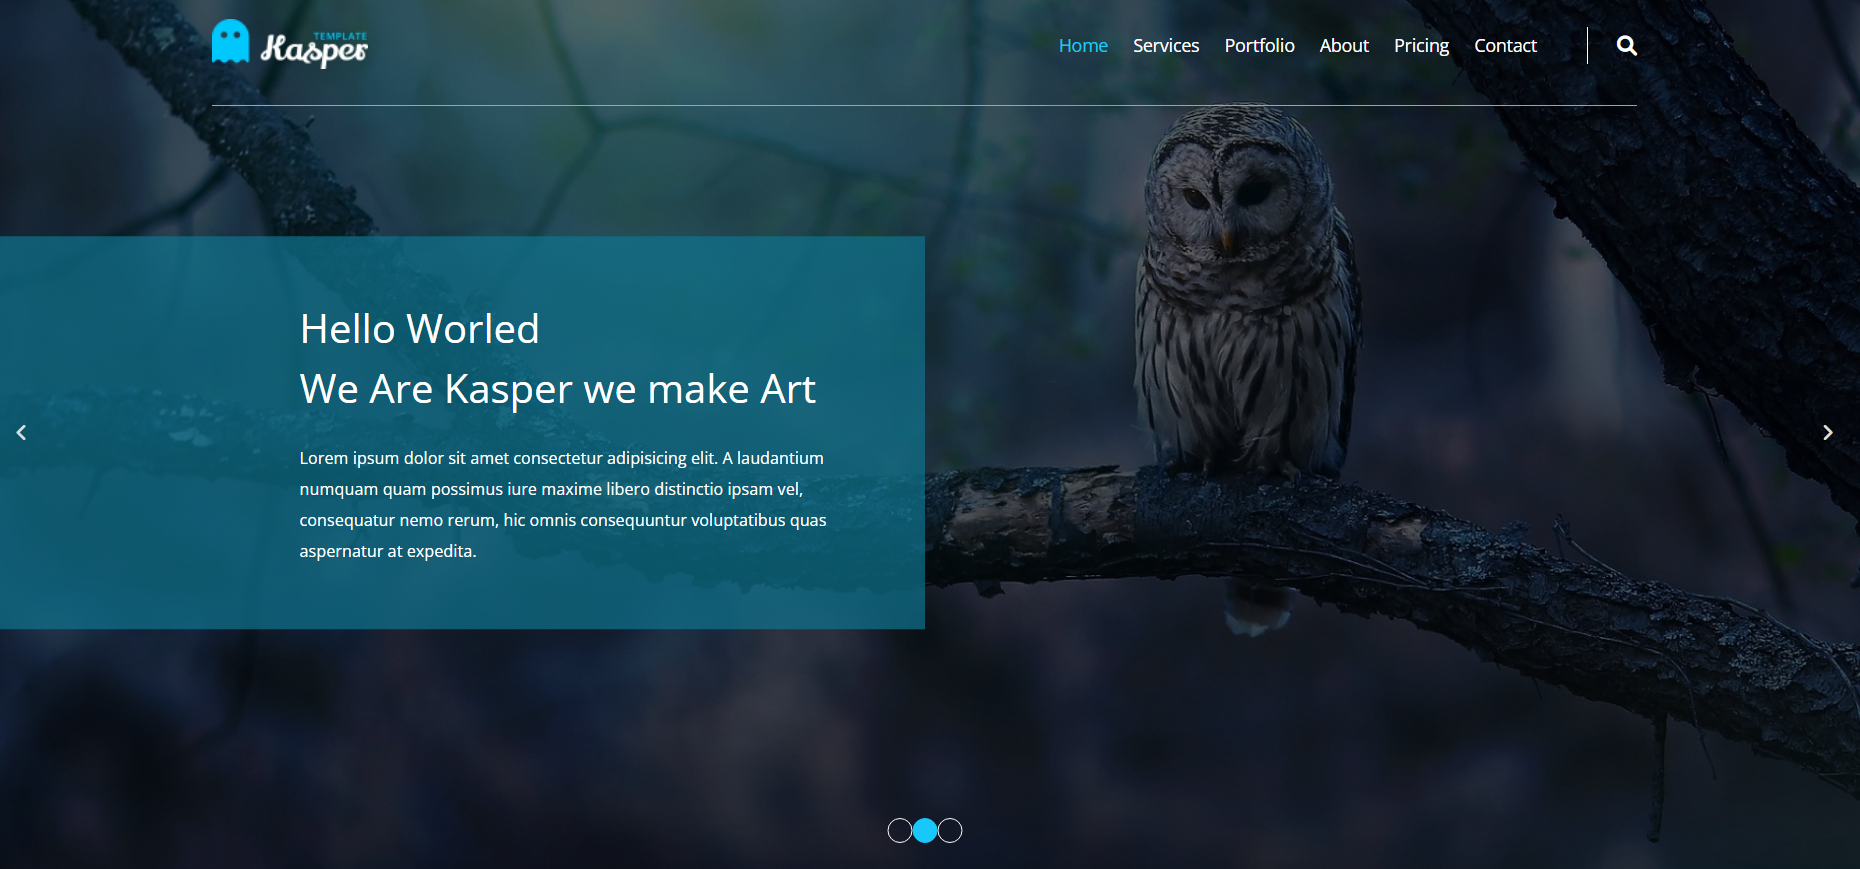 TEMPLATE
Kasper
Home Services Portfolio About Pricing Contact
Hello Worled
We Are Kasper we make Art
Lorem ipsum dolor sit amet consectetur adipisicing elit. A laudantium
numquam quam possimus iure maxime libero distinctio ipsam vel,
consequatur nemo rerum, hic omnis consequuntur voluptatibus quas
aspernatur at expedita.